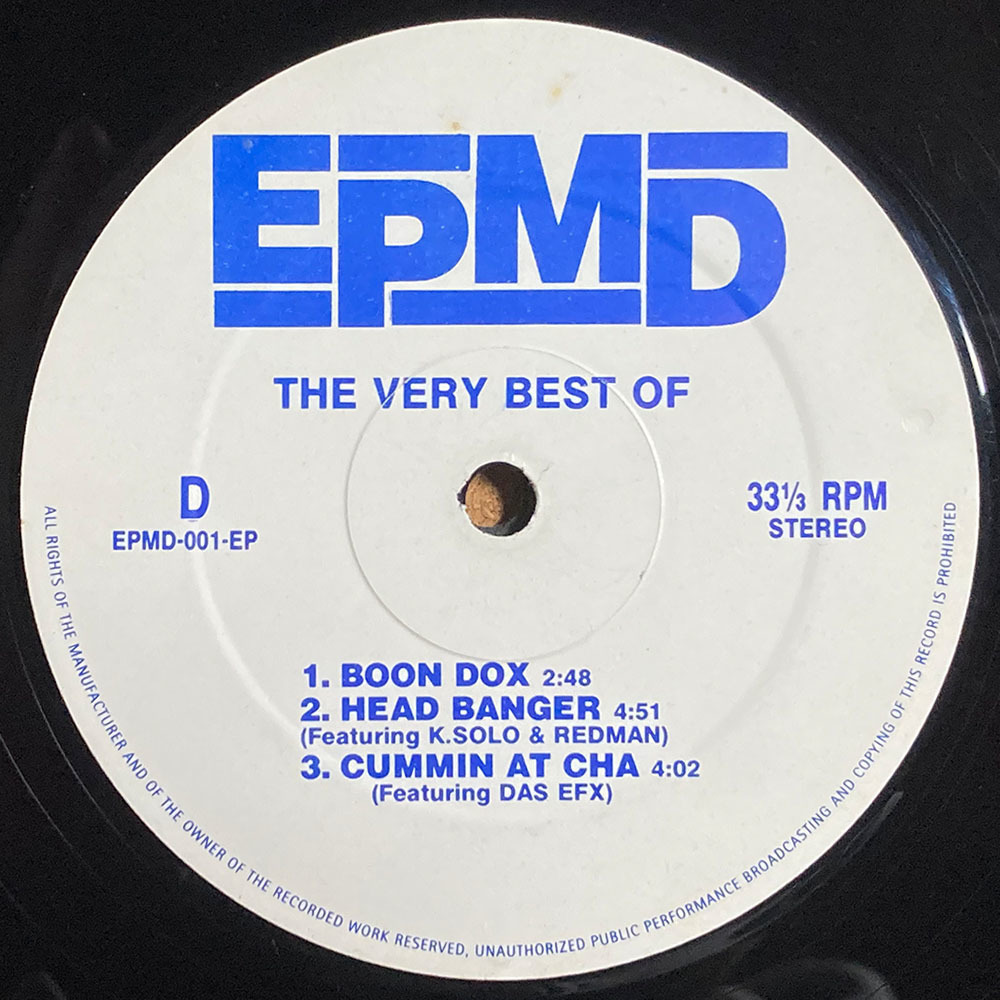 EPMD
THE VERY BEST OF
D
EPMD-001-EP
33⅓ RPM
STEREO
1. BOON DOX 2:48
2. HEAD BANGER 4:51
(Featuring K.SOLO & REDMAN)
3. CUMMIN AT CHA 4:02
(Featuring DAS EFX)
ALL RIGHTS OF THE MANUFACTURER AND OF THE OWNER OF THE RECORDED WORK RESERVED, UNAUTHORIZED PUBLIC PERFORMANCE BROADCASTING AND COPYING OF THIS RECORD IS PROHIBITED